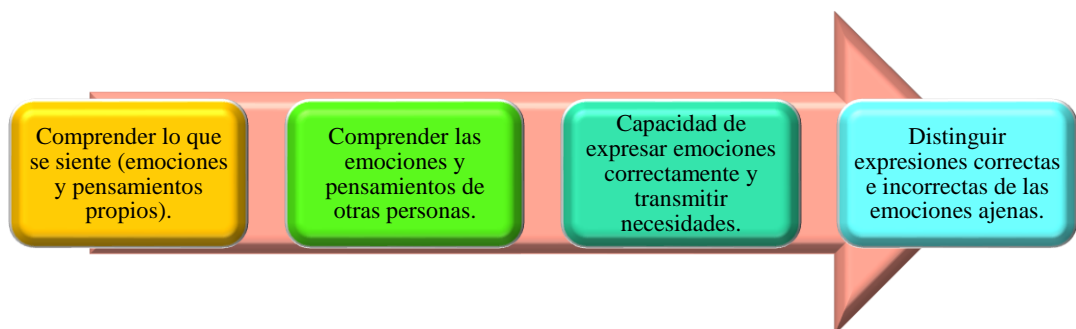 Comprender lo que
se siente (emociones
y pensamientos
propios).
Comprender las
emociones y
pensamientos de
otras personas.
Capacidad de
expresar emociones
correctamente y
transmitir
necesidades.
Distinguir
expresiones correctas
e incorrectas de las
emociones ajenas.